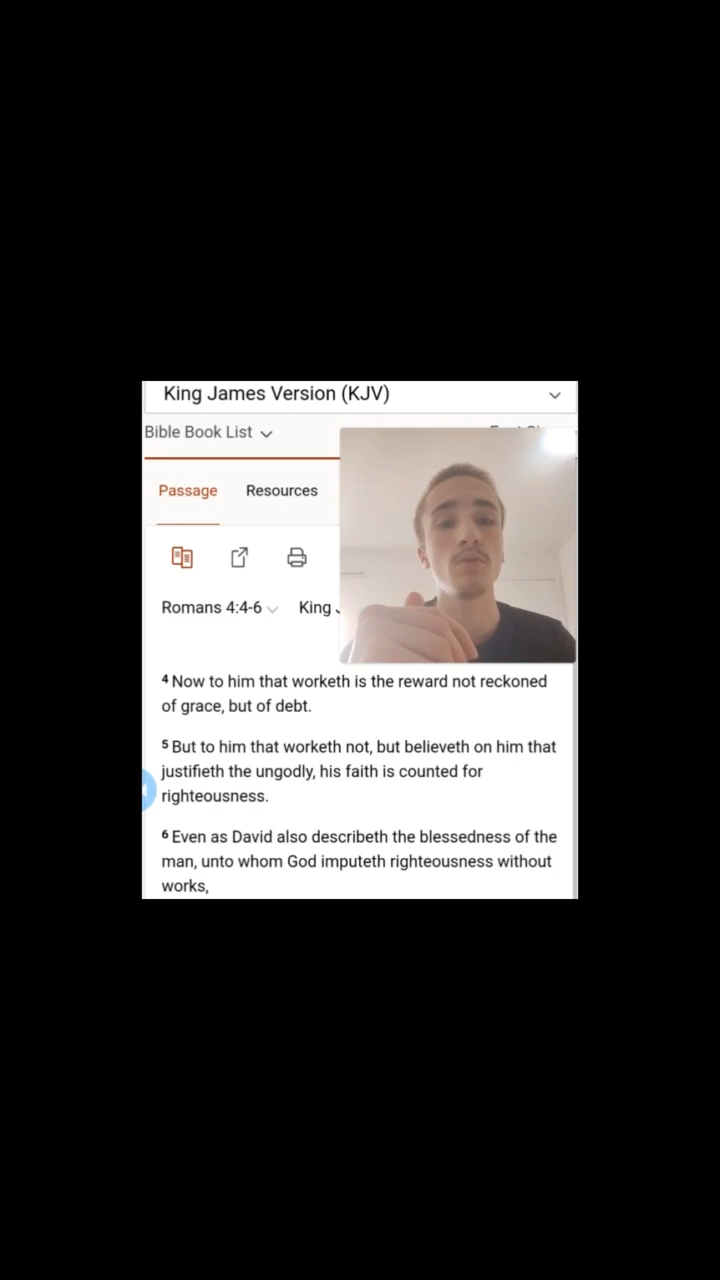 King James Version (KJV)
Bible Book List
Passage Resources
Romans 4:4-6 King
4 Now to him that worketh is the reward not reckoned
of grace, but of debt.
5 But to him that worketh not, but believeth on him that
justifieth the ungodly, his faith is counted for
righteousness.
6 Even as David also describeth the blessedness of the
man, unto whom God imputeth righteousness without
works,